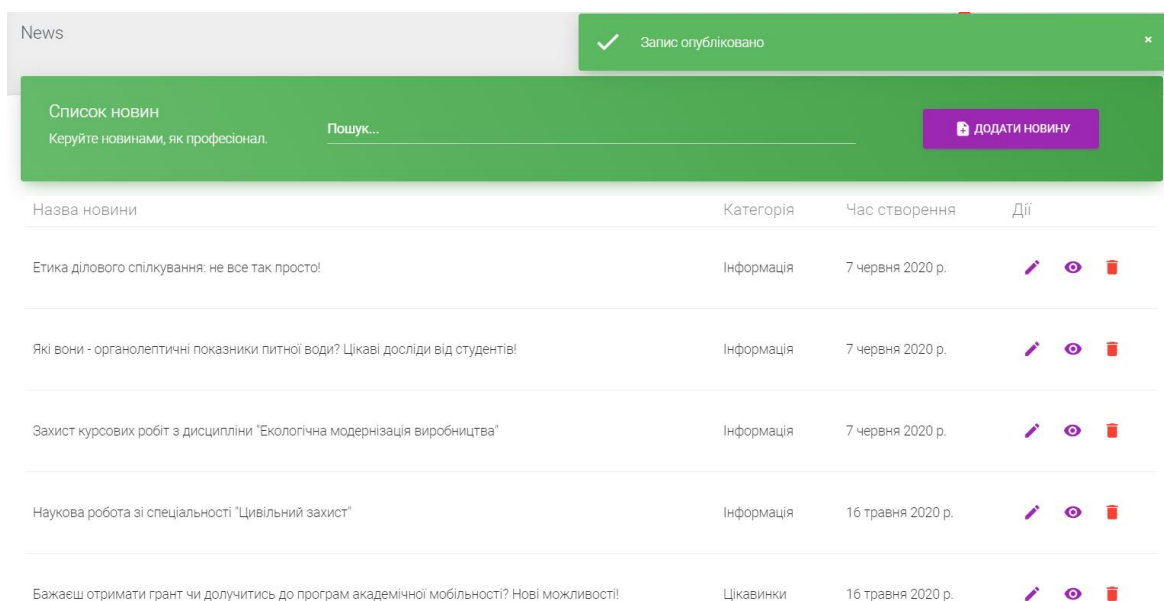 News
Запис опубліковано
×
Список новин
Керуйте новинами, як професіонал.
Пошук...
ДОДАТИ НОВИНУ
Назва новини Категорія Час створення Дії
Етика ділового спілкування: не все так просто! Інформація 7 червня 2020 р.
Які вони - органолептичні показники питної води? Цікаві досліди від студентів! Інформація 7 червня 2020 р.
Захист курсових робіт з дисципліни "Екологічна модернізація виробництва" Інформація 7 червня 2020 р.
Наукова робота зі спеціальності "Цивільний захист" Інформація 16 травня 2020 р.
Бажаєш отримати грант чи долучитись до програм академічної мобільності? Нові можливості! Цікавинки 16 травня 2020 р.